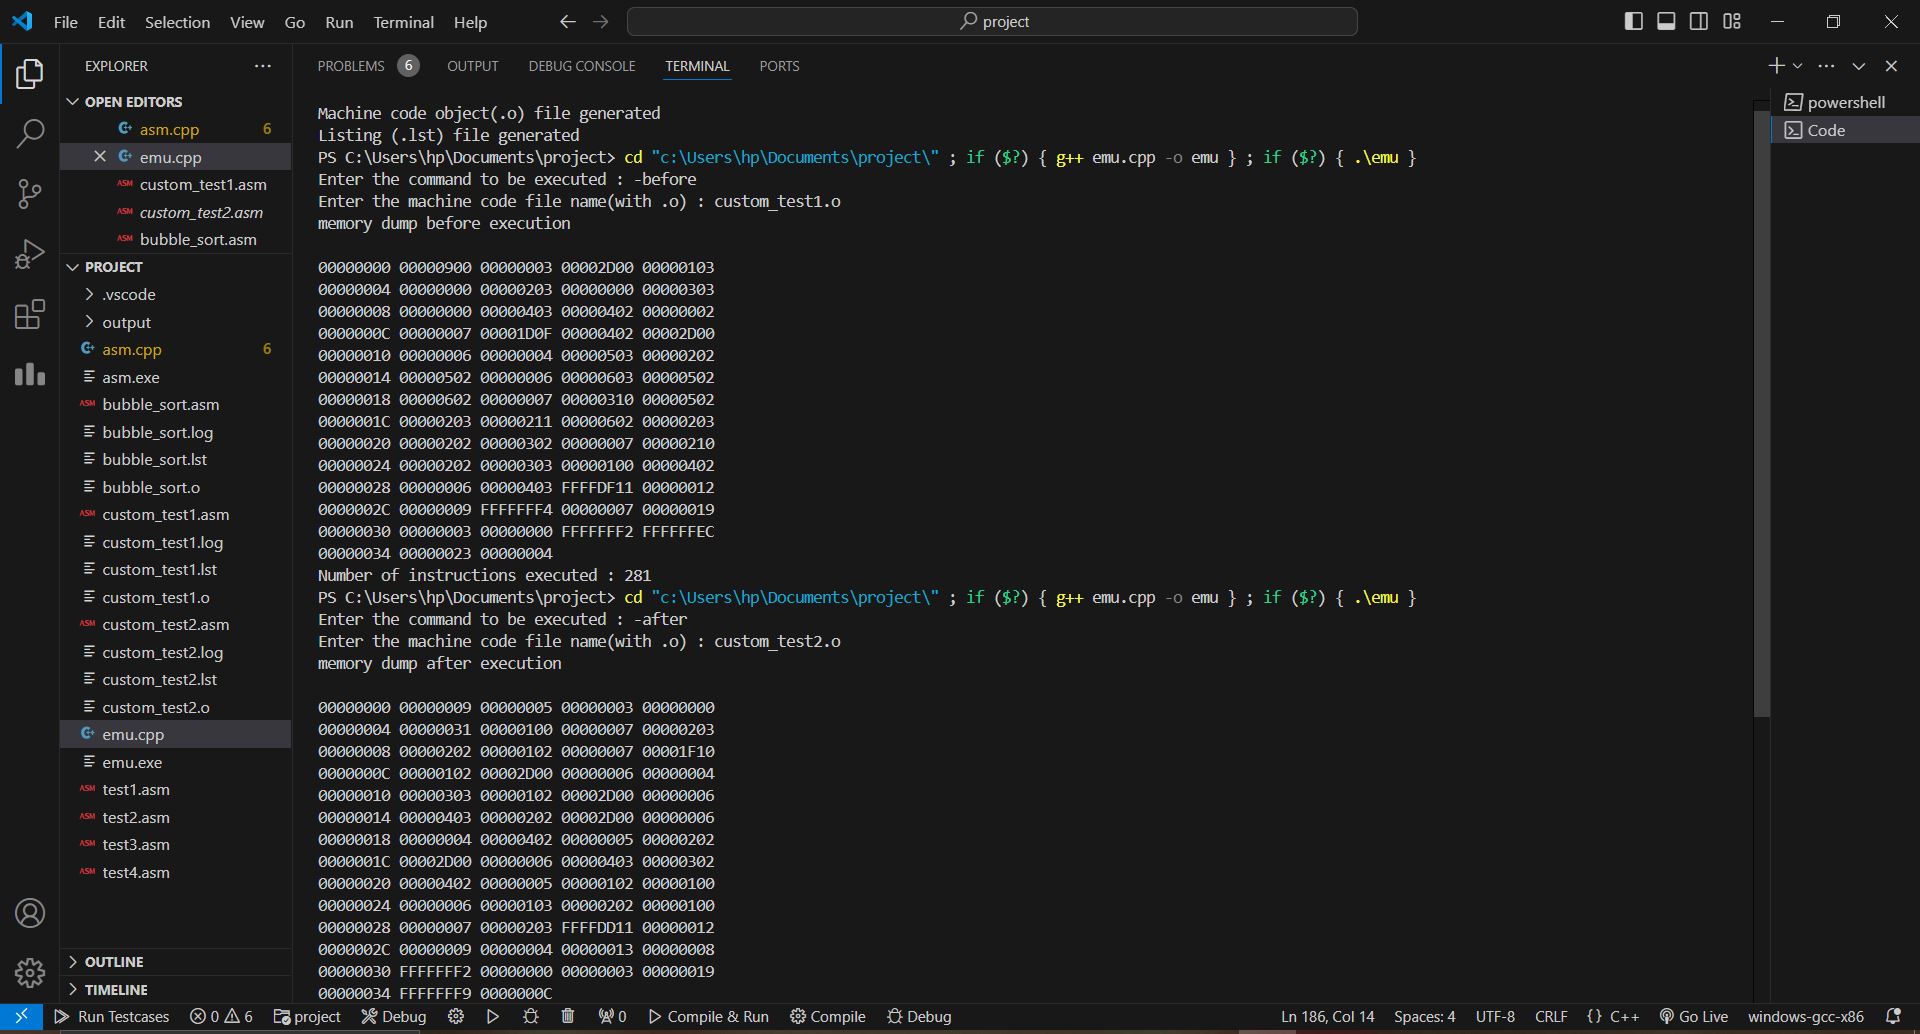 File Edit Selection View Go Run Terminal Help
project
EXPLORER
OPEN EDITORS
asm.cpp 6
emu.cpp
ASM custom_test1.asm
ASM custom_test2.asm
ASM bubble_sort.asm
PROJECT
.vscode
output
asm.cpp 6
asm.exe
ASM bubble_sort.asm
bubble_sort.log
bubble_sort.lst
bubble_sort.o
ASM custom_test1.asm
custom_test1.log
custom_test1.lst
custom_test1.o
ASM custom_test2.asm
custom_test2.log
custom_test2.lst
custom_test2.o
emu.cpp
emu.exe
ASM test1.asm
ASM test2.asm
ASM test3.asm
ASM test4.asm
OUTLINE
TIMELINE
PROBLEMS 6 OUTPUT DEBUG CONSOLE TERMINAL PORTS
Machine code object(.o) file generated
Listing (.lst) file generated
PS C:\Users\hp\Documents\project> cd "c:\Users\hp\Documents\project\" ; if ($?) { g++ emu.cpp -o emu } ; if ($?) { .\emu }
Enter the command to be executed : -before
Enter the machine code file name(with .o) : custom_test1.o
memory dump before execution
00000000 00000900 00000003 00002D00 00000103
00000004 00000000 00000203 00000000 00000303
00000008 00000000 00000403 00000402 00000002
0000000C 00000007 00001D0F 00000402 00002D00
00000010 00000006 00000004 00000503 00000202
00000014 00000502 00000006 00000603 00000502
00000018 00000602 00000007 00000310 00000502
0000001C 00000203 00000211 00000602 00000203
00000020 00000202 00000302 00000007 00000210
00000024 00000202 00000303 00000100 00000402
00000028 00000006 00000403 FFFFDF11 00000012
0000002C 00000009 FFFFFFF4 00000007 00000019
00000030 00000003 00000000 FFFFFFF2 FFFFFFEC
00000034 00000023 00000004
Number of instructions executed : 281
PS C:\Users\hp\Documents\project> cd "c:\Users\hp\Documents\project\" ; if ($?) { g++ emu.cpp -o emu } ; if ($?) { .\emu }
Enter the command to be executed : -after
Enter the machine code file name(with .o) : custom_test2.o
memory dump after execution
00000000 00000009 00000005 00000003 00000000
00000004 00000031 00000100 00000007 00000203
00000008 00000202 00000102 00000007 00001F10
0000000C 00000102 00002D00 00000006 00000004
00000010 00000303 00000102 00002D00 00000006
00000014 00000403 00000202 00002D00 00000006
00000018 00000004 00000402 00000005 00000202
0000001C 00002D00 00000006 00000403 00000302
00000020 00000402 00000005 00000102 00000100
00000024 00000006 00000103 00000202 00000100
00000028 00000007 00000203 FFFFDD11 00000012
0000002C 00000009 00000004 00000013 00000008
00000030 FFFFFFF2 00000000 00000003 00000019
00000034 FFFFFFF9 0000000C
powershell
Code
Run Testcases 0 6 project Debug 0 Compile & Run Compile Debug Ln 186, Col 14 Spaces: 4 UTF-8 CRLF {} C++ Go Live windows-gcc-x86